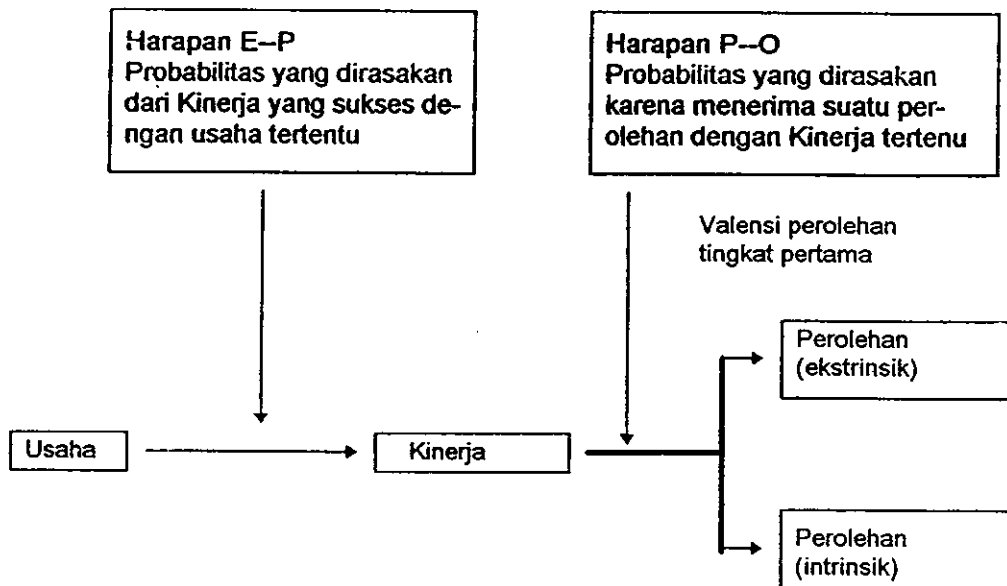 Harapan E–P
Probabilitas yang dirasakan
dari Kinerja yang sukses de-
ngan usaha tertentu
Harapan P--O
Probabilitas yang dirasakan
karena menerima suatu per-
olehan dengan Kinerja tertenu
Valensi perolehan
tingkat pertama
Perolehan
(ekstrinsik)
Usaha
Kinerja
Perolehan
(intrinsik)